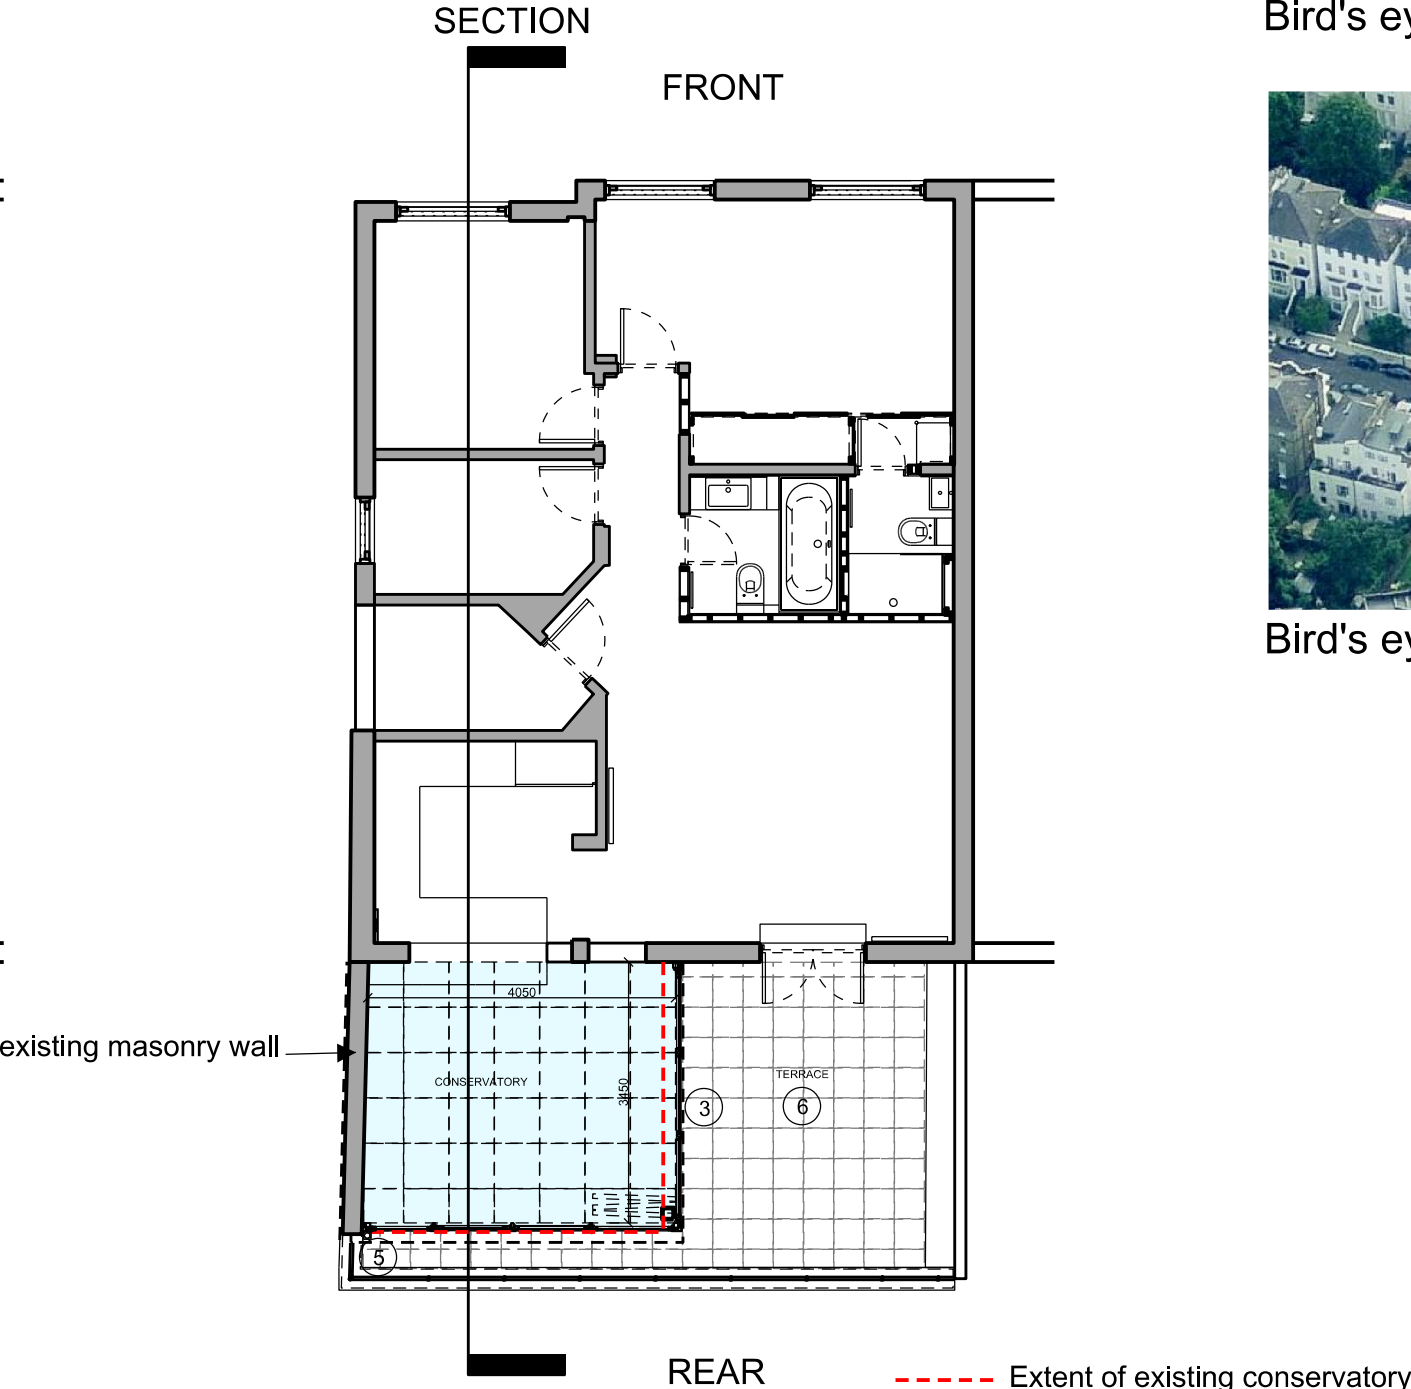 SECTION
Bird's ey
FRONT
Bird's ey
4050
existing masonry wall
CONSERVATORY
3450
TERRACE
3
6
5
REAR
Extent of existing conservatory